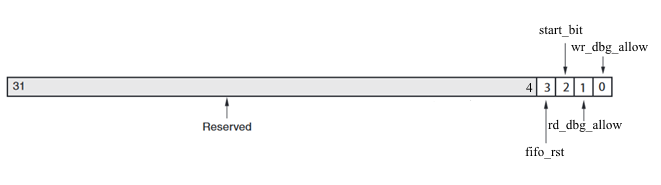 start_bit
wr_dbg_allow
31 4 3 2 1 0
Reserved
rd_dbg_allow
fifo_rst